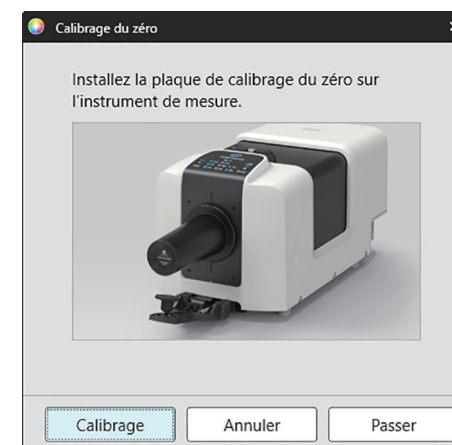 Calibrage du zéro
Installez la plaque de calibrage du zéro sur
l'instrument de mesure.
Calibrage
Annuler
Passer